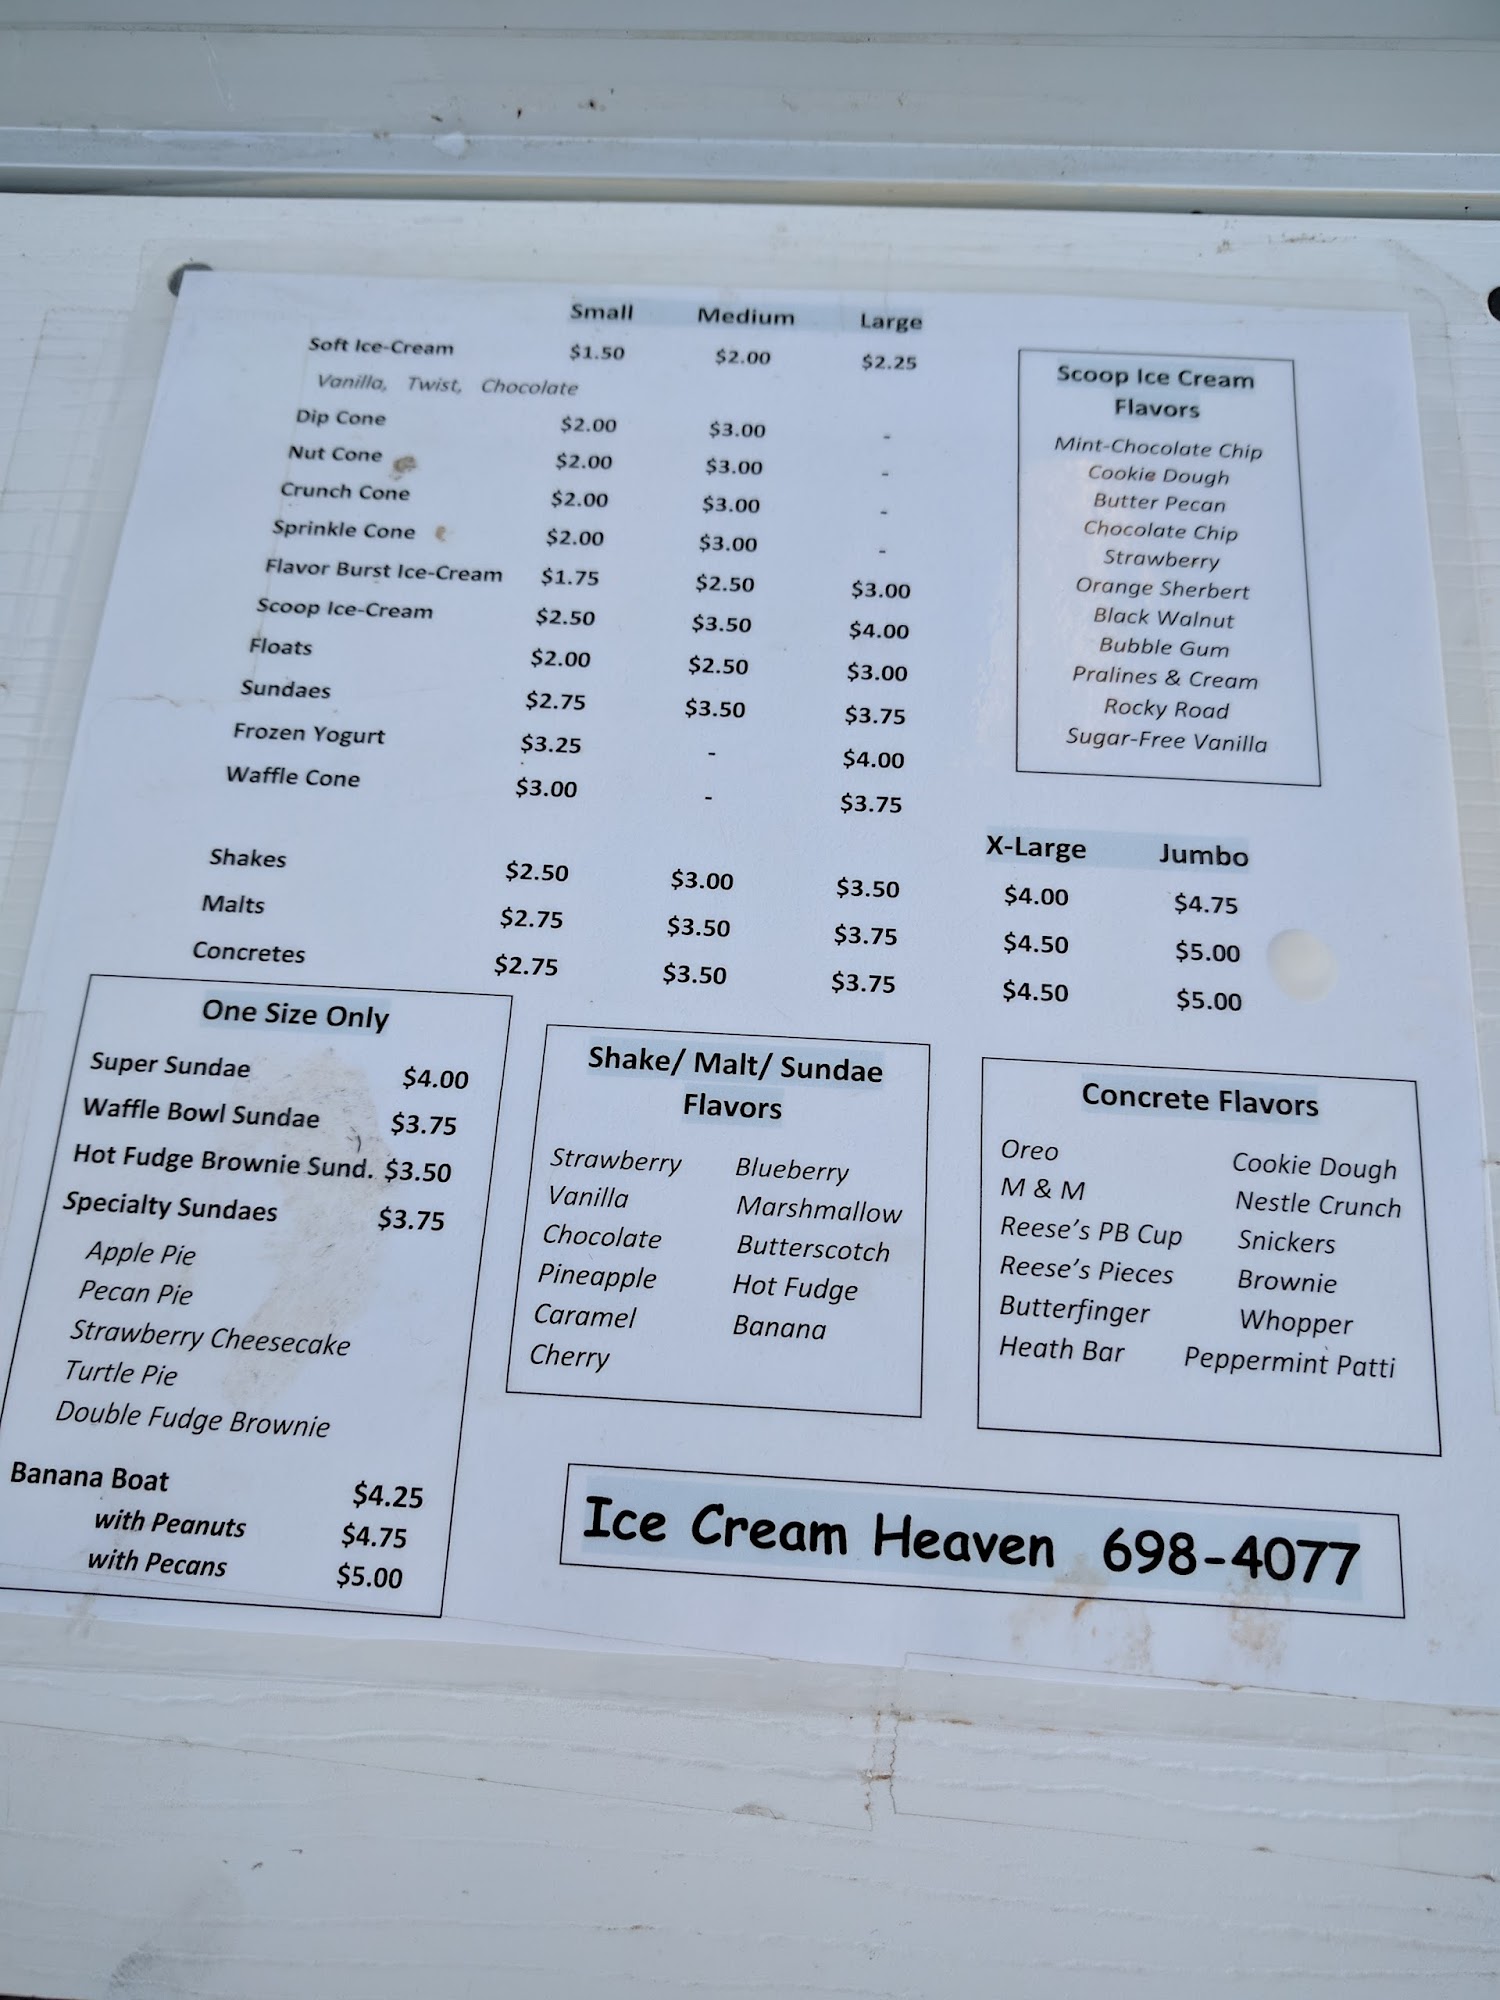 Small Medium Large
Soft Ice-Cream $1.50 $2.00 $2.25
Vanilla, Twist, Chocolate
Dip Cone $2.00 $3.00 -
Nut Cone $2.00 $3.00 -
Crunch Cone $2.00 $3.00 -
Sprinkle Cone $2.00 $3.00 -
Flavor Burst Ice-Cream $1.75 $2.50 $3.00
Scoop Ice-Cream $2.50 $3.50 $4.00
Floats $2.00 $2.50 $3.00
Sundaes $2.75 $3.50 $3.75
Frozen Yogurt $3.25 - $4.00
Waffle Cone $3.00 - $3.75
Scoop Ice Cream
Flavors
Mint-Chocolate Chip
Cookie Dough
Butter Pecan
Chocolate Chip
Strawberry
Orange Sherbert
Black Walnut
Bubble Gum
Pralines & Cream
Rocky Road
Sugar-Free Vanilla
X-Large Jumbo
Shakes $2.50 $3.00 $3.50 $4.00 $4.75
Malts $2.75 $3.50 $3.75 $4.50 $5.00
Concretes $2.75 $3.50 $3.75 $4.50 $5.00
One Size Only
Super Sundae $4.00
Waffle Bowl Sundae $3.75
Hot Fudge Brownie Sund. $3.50
Specialty Sundaes $3.75
Apple Pie
Pecan Pie
Strawberry Cheesecake
Turtle Pie
Double Fudge Brownie
Banana Boat $4.25
with Peanuts $4.75
with Pecans $5.00
Shake/ Malt/ Sundae
Flavors
Strawberry Blueberry
Vanilla Marshmallow
Chocolate Butterscotch
Pineapple Hot Fudge
Caramel Banana
Cherry
Concrete Flavors
Oreo Cookie Dough
M & M Nestle Crunch
Reese's PB Cup Snickers
Reese's Pieces Brownie
Butterfinger Whopper
Heath Bar Peppermint Patti
Ice Cream Heaven 698-4077